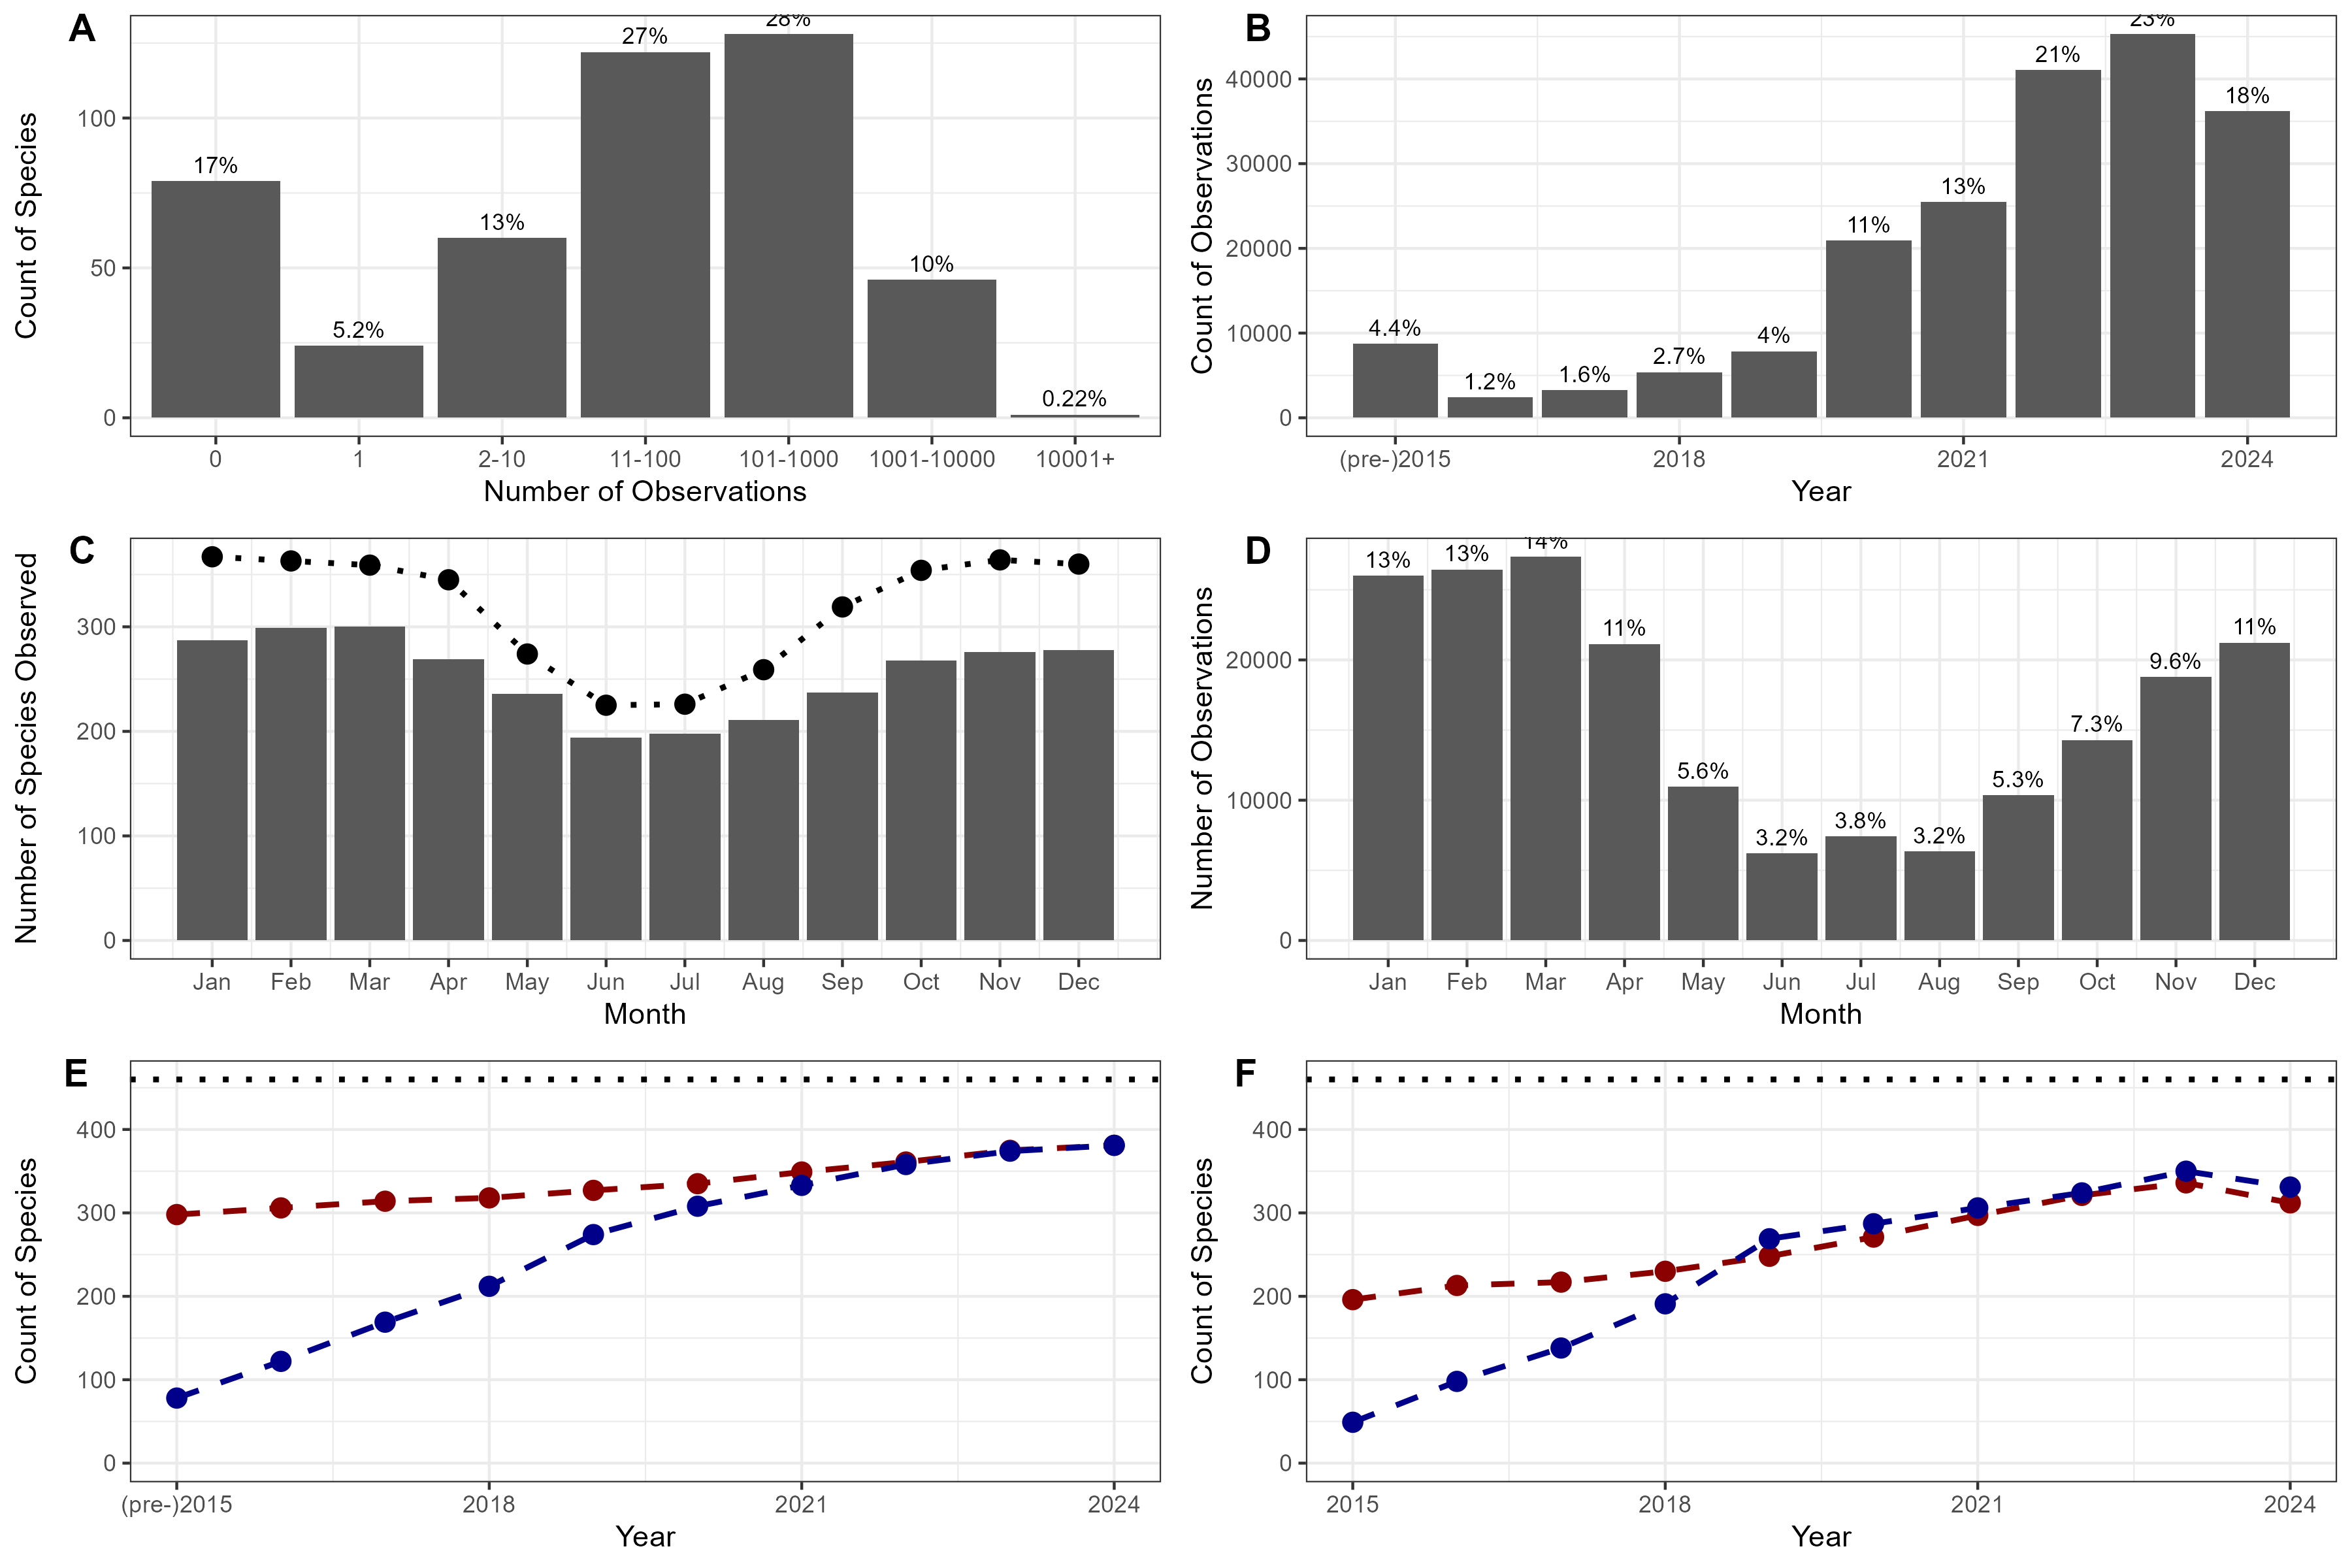 A
Count of Species
100
50
0
17%
5.2%
13%
27%
28%
10%
0.22%
0 1 2-10 11-100 101-1000 1001-10000 10001+
Number of Observations
B
Count of Observations
40000
30000
20000
10000
0
4.4%
1.2%
1.6%
2.7%
4%
11%
13%
21%
23%
18%
(pre-)2015 2018 2021 2024
Year
C
Number of Species Observed
300
200
100
0
Jan Feb Mar Apr May Jun Jul Aug Sep Oct Nov Dec
Month
D
Number of Observations
20000
10000
0
13%
13%
14%
11%
5.6%
3.2%
3.8%
3.2%
5.3%
7.3%
9.6%
11%
Jan Feb Mar Apr May Jun Jul Aug Sep Oct Nov Dec
Month
E
Count of Species
400
300
200
100
0
(pre-)2015 2018 2021 2024
Year
F
Count of Species
400
300
200
100
0
2015 2018 2021 2024
Year